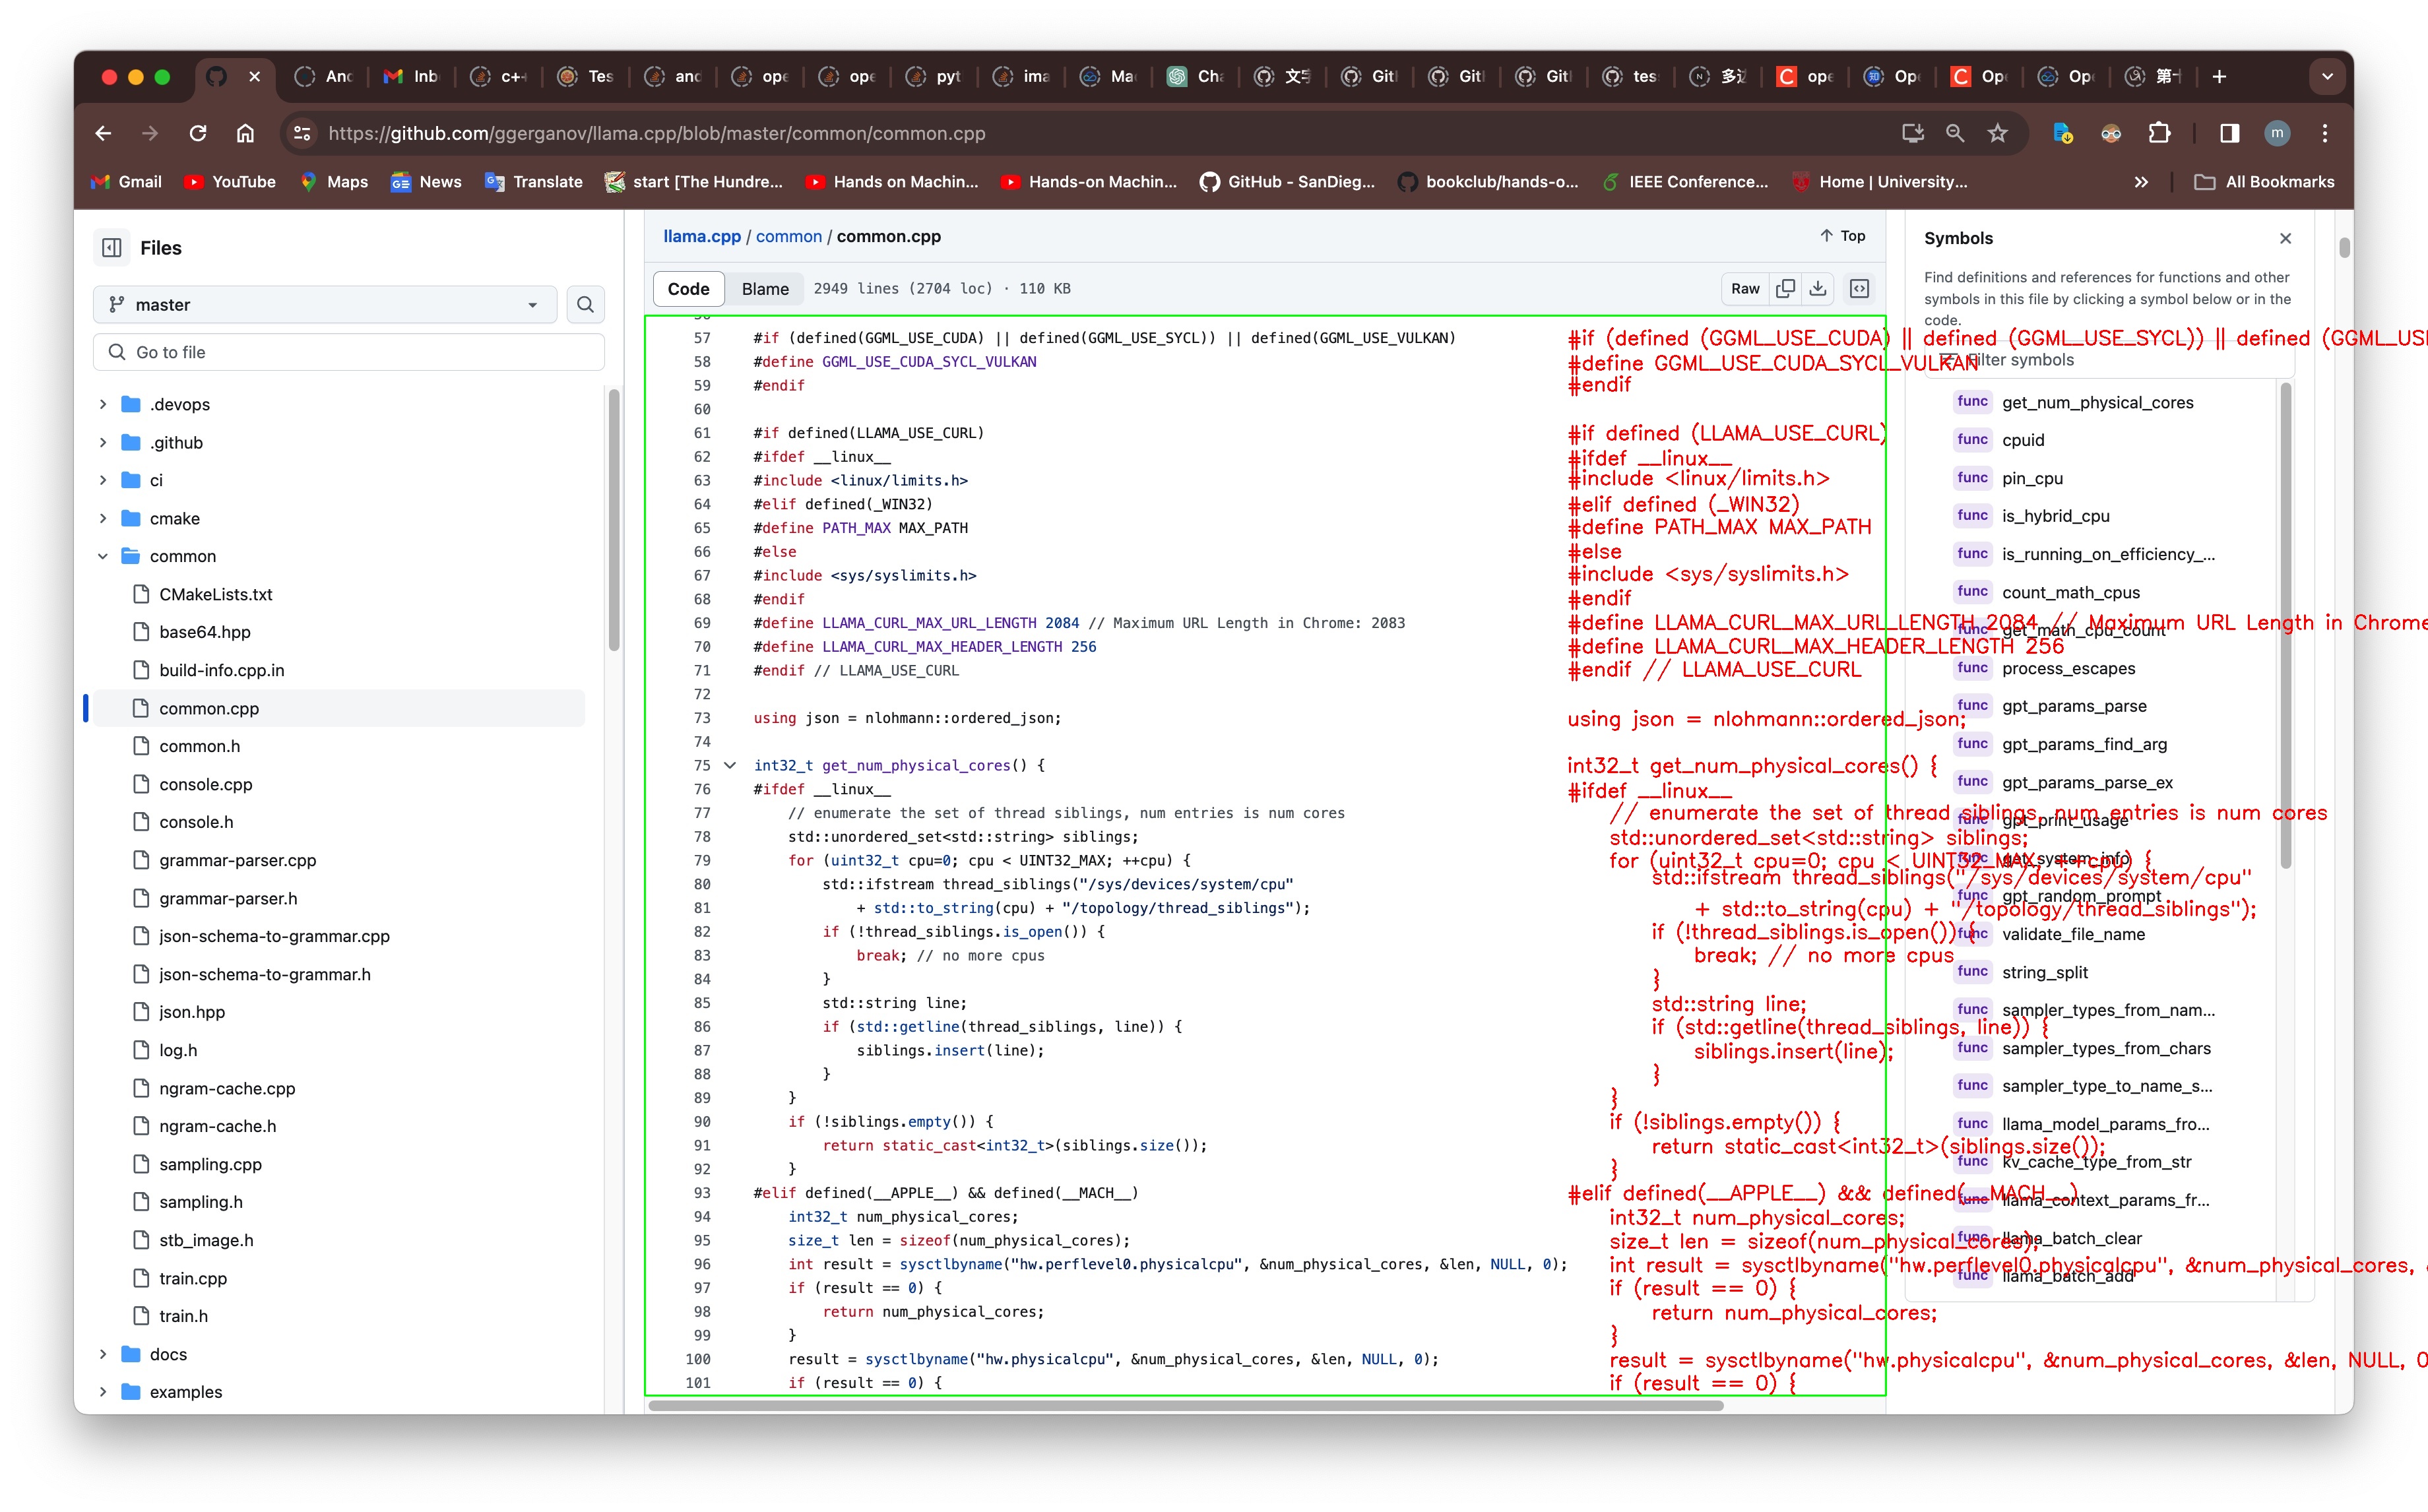 And
Inb
c++
Tes
and
ope
ope
pyt
ima
Ma
Cha
文字
Git
Git
Git
tes
多边
ope
Op
Op
Op
第十
https://github.com/ggerganov/llama.cpp/blob/master/common/common.cpp
m
Gmail
YouTube
Maps
News
Translate
start [The Hundre...
Hands on Machin...
Hands-on Machin...
GitHub - SanDieg...
bookclub/hands-o...
IEEE Conference...
Home | University...
All Bookmarks
Files
master
Go to file
.devops
.github
ci
cmake
common
CMakeLists.txt
base64.hpp
build-info.cpp.in
common.cpp
common.h
console.cpp
console.h
grammar-parser.cpp
grammar-parser.h
json-schema-to-grammar.cpp
json-schema-to-grammar.h
json.hpp
log.h
ngram-cache.cpp
ngram-cache.h
sampling.cpp
sampling.h
stb_image.h
train.cpp
train.h
docs
examples
llama.cpp / common / common.cpp
Top
Code Blame 2949 lines (2704 loc) · 110 KB
Raw
57 #if (defined(GGML_USE_CUDA) || defined(GGML_USE_SYCL)) || defined(GGML_USE_VULKAN)
58 #define GGML_USE_CUDA_SYCL_VULKAN
59 #endif
60
61 #if defined(LLAMA_USE_CURL)
62 #ifdef __linux__
63 #include <linux/limits.h>
64 #elif defined(_WIN32)
65 #define PATH_MAX MAX_PATH
66 #else
67 #include <sys/syslimits.h>
68 #endif
69 #define LLAMA_CURL_MAX_URL_LENGTH 2084 // Maximum URL Length in Chrome: 2083
70 #define LLAMA_CURL_MAX_HEADER_LENGTH 256
71 #endif // LLAMA_USE_CURL
72
73 using json = nlohmann::ordered_json;
74
75 int32_t get_num_physical_cores() {
76 #ifdef __linux__
77 // enumerate the set of thread siblings, num entries is num cores
78 std::unordered_set<std::string> siblings;
79 for (uint32_t cpu=0; cpu < UINT32_MAX; ++cpu) {
80 std::ifstream thread_siblings("/sys/devices/system/cpu"
81 + std::to_string(cpu) + "/topology/thread_siblings");
82 if (!thread_siblings.is_open()) {
83 break; // no more cpus
84 }
85 std::string line;
86 if (std::getline(thread_siblings, line)) {
87 siblings.insert(line);
88 }
89 }
90 if (!siblings.empty()) {
91 return static_cast<int32_t>(siblings.size());
92 }
93 #elif defined(__APPLE__) && defined(__MACH__)
94 int32_t num_physical_cores;
95 size_t len = sizeof(num_physical_cores);
96 int result = sysctlbyname("hw.perflevel0.physicalcpu", &num_physical_cores, &len, NULL, 0);
97 if (result == 0) {
98 return num_physical_cores;
99 }
100 result = sysctlbyname("hw.physicalcpu", &num_physical_cores, &len, NULL, 0);
101 if (result == 0) {
#if (defined (GGML_USE_CUDA) || defined (GGML_USE_SYCL)) || defined (GGML_US
#define GGML_USE_CUDA_SYCL_VULKAN
#endif
#if defined (LLAMA_USE_CURL)
#ifdef __linux__
#include <linux/limits.h>
#elif defined (_WIN32)
#define PATH_MAX MAX_PATH
#else
#include <sys/syslimits.h>
#endif
#define LLAMA_CURL_MAX_URL_LENGTH 2084 // Maximum URL Length in Chrome
#define LLAMA_CURL_MAX_HEADER_LENGTH 256
#endif // LLAMA_USE_CURL
using json = nlohmann::ordered_json;
int32_t get_num_physical_cores() {
#ifdef __linux__
// enumerate the set of thread siblings, num entries is num cores
std::unordered_set<std::string> siblings;
for (uint32_t cpu=0; cpu < UINT32_MAX; ++cpu) {
std::ifstream thread_siblings("/sys/devices/system/cpu"
+ std::to_string(cpu) + "/topology/thread_siblings");
if (!thread_siblings.is_open()) {
break; // no more cpus
}
std::string line;
if (std::getline(thread_siblings, line)) {
siblings.insert(line);
}
}
if (!siblings.empty()) {
return static_cast<int32_t>(siblings.size());
}
#elif defined(__APPLE__) && defined(__MACH__)
int32_t num_physical_cores;
size_t len = sizeof(num_physical_cores);
int result = sysctlbyname("hw.perflevel0.physicalcpu", &num_physical_cores,
if (result == 0) {
return num_physical_cores;
}
result = sysctlbyname("hw.physicalcpu", &num_physical_cores, &len, NULL, 0
if (result == 0) {
Symbols
Find definitions and references for functions and other
symbols in this file by clicking a symbol below or in the
code.
Filter symbols
func get_num_physical_cores
func cpuid
func pin_cpu
func is_hybrid_cpu
func is_running_on_efficiency_...
func count_math_cpus
func get_math_cpu_count
func process_escapes
func gpt_params_parse
func gpt_params_find_arg
func gpt_params_parse_ex
func gpt_print_usage
func get_system_info
func gpt_random_prompt
func validate_file_name
func string_split
func sampler_types_from_nam...
func sampler_types_from_chars
func sampler_type_to_name_s...
func llama_model_params_fro...
func kv_cache_type_from_str
func llama_context_params_fr...
func llama_batch_clear
func llama_batch_add